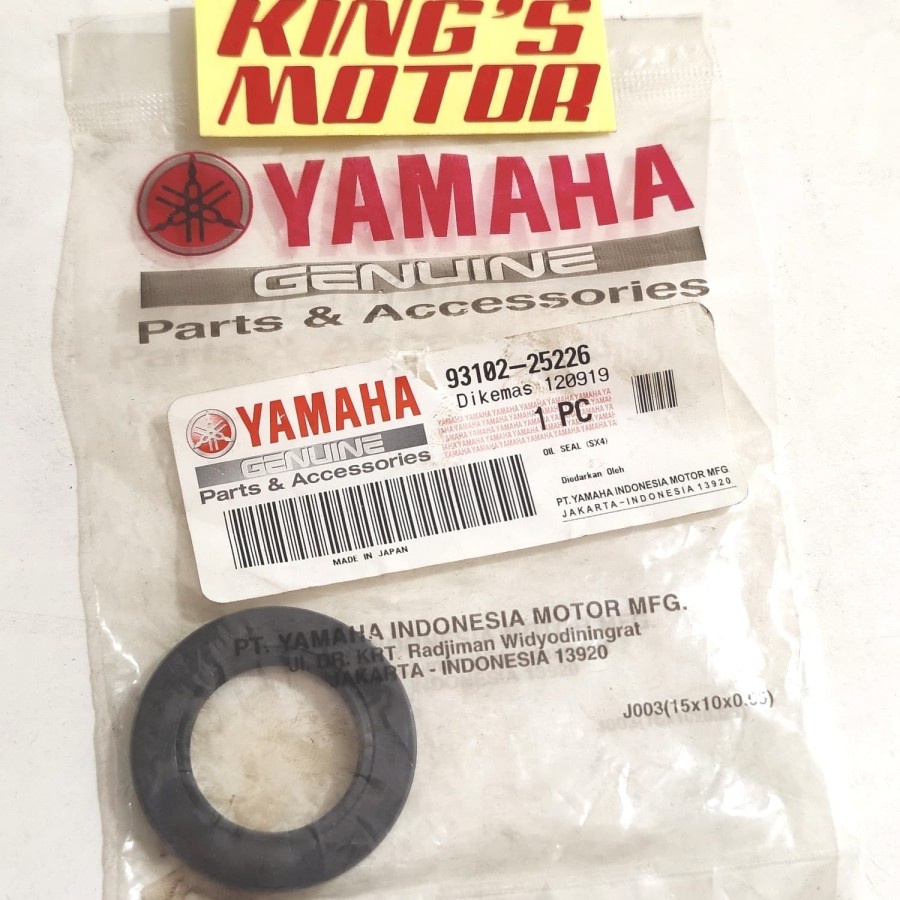 KING'S
MOTOR
YAMAHA
GENUINE
Parts & Accessories
93102-25226
Dikemas 120919
1 PC
YAMAHA
GENUINE
Parts & Accessories
OIL SEAL (SX4)
Diedarkan Oleh
PT. YAMAHA INDONESIA MOTOR MFG.
JAKARTA-INDONESIA 13920
MADE IN JAPAN
PT. YAMAHA INDONESIA MOTOR MFG.
Jl. DR. KRT. Radjiman Widyodiningrat
JAKARTA - INDONESIA 13920